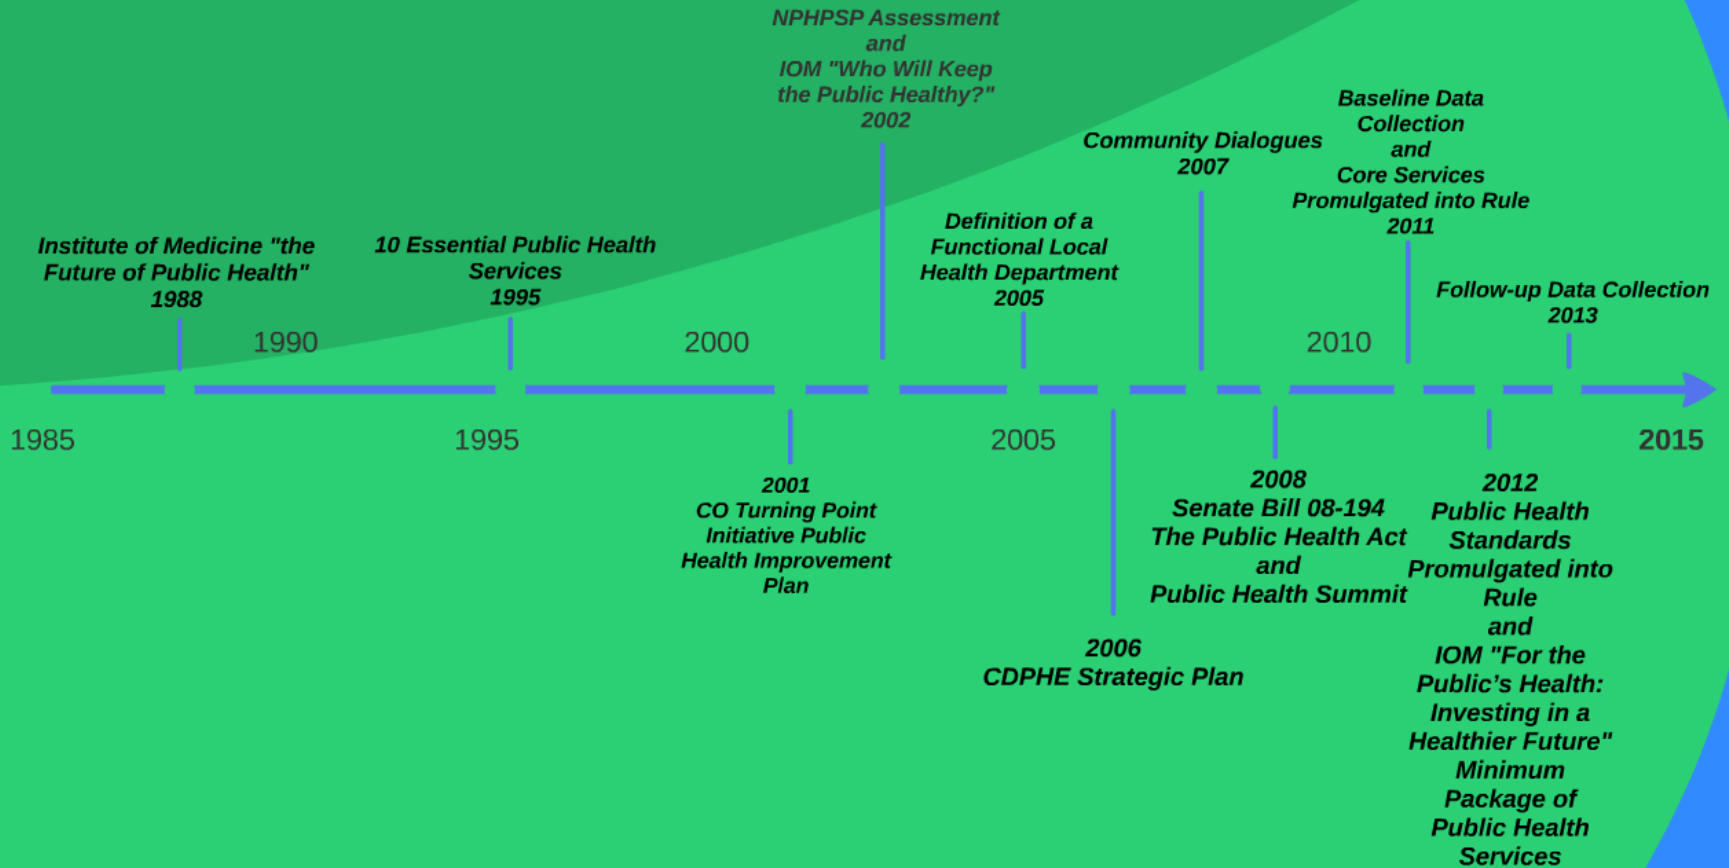 NPHPSP Assessment
and
IOM "Who Will Keep
the Public Healthy?"
2002
Baseline Data
Collection
and
Core Services
Promulgated into Rule
2011
Community Dialogues
2007
Definition of a
Functional Local
Health Department
2005
Institute of Medicine "the
Future of Public Health"
1988
10 Essential Public Health
Services
1995
Follow-up Data Collection
2013
1990
2000
2010
1985
1995
2005
2015
2001
CO Turning Point
Initiative Public
Health Improvement
Plan
2006
CDPHE Strategic Plan
2008
Senate Bill 08-194
The Public Health Act
and
Public Health Summit
2012
Public Health
Standards
Promulgated into
Rule
and
IOM "For the
Public’s Health:
Investing in a
Healthier Future"
Minimum
Package of
Public Health
Services